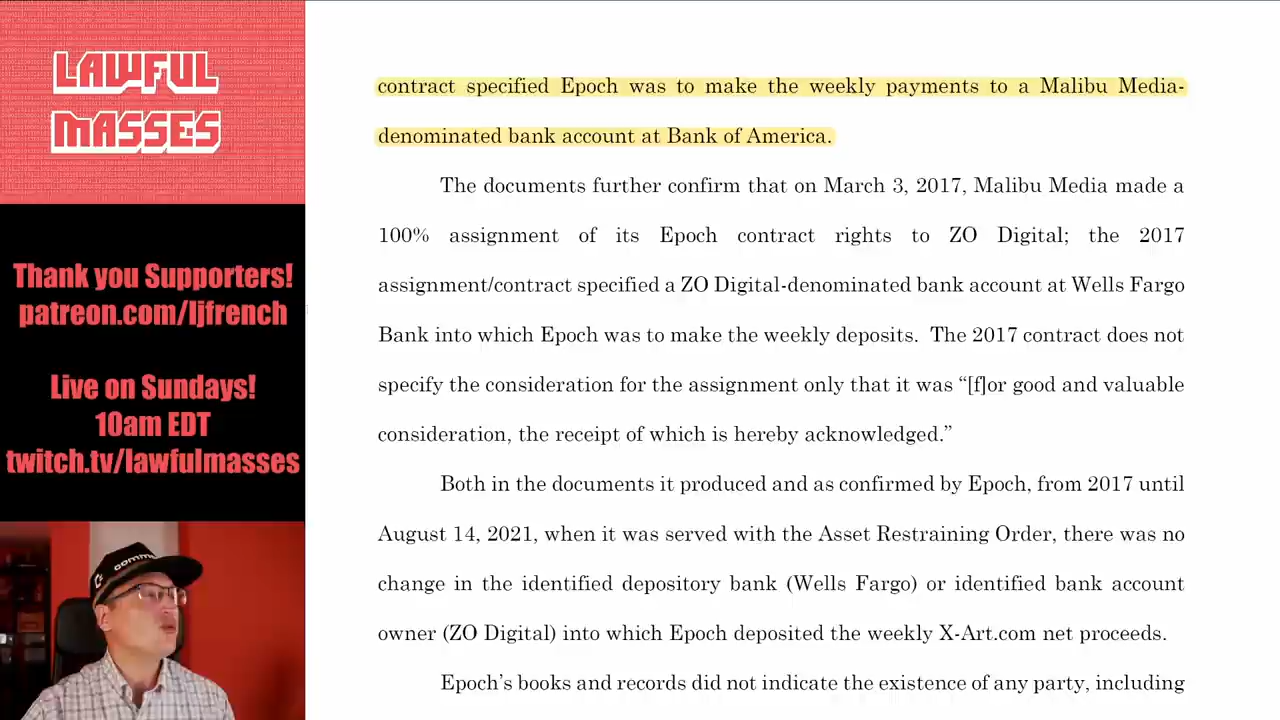 LAWFUL
MASSES
Thank you Supporters!
patreon.com/ljfrench
Live on Sundays!
10am EDT
twitch.tv/lawfulmasses
contract specified Epoch was to make the weekly payments to a Malibu Media-
denominated bank account at Bank of America.
The documents further confirm that on March 3, 2017, Malibu Media made a
100% assignment of its Epoch contract rights to ZO Digital; the 2017
assignment/contract specified a ZO Digital-denominated bank account at Wells Fargo
Bank into which Epoch was to make the weekly deposits. The 2017 contract does not
specify the consideration for the assignment only that it was “[f]or good and valuable
consideration, the receipt of which is hereby acknowledged.”
Both in the documents it produced and as confirmed by Epoch, from 2017 until
August 14, 2021, when it was served with the Asset Restraining Order, there was no
change in the identified depository bank (Wells Fargo) or identified bank account
owner (ZO Digital) into which Epoch deposited the weekly X-Art.com net proceeds.
Epoch’s books and records did not indicate the existence of any party, including